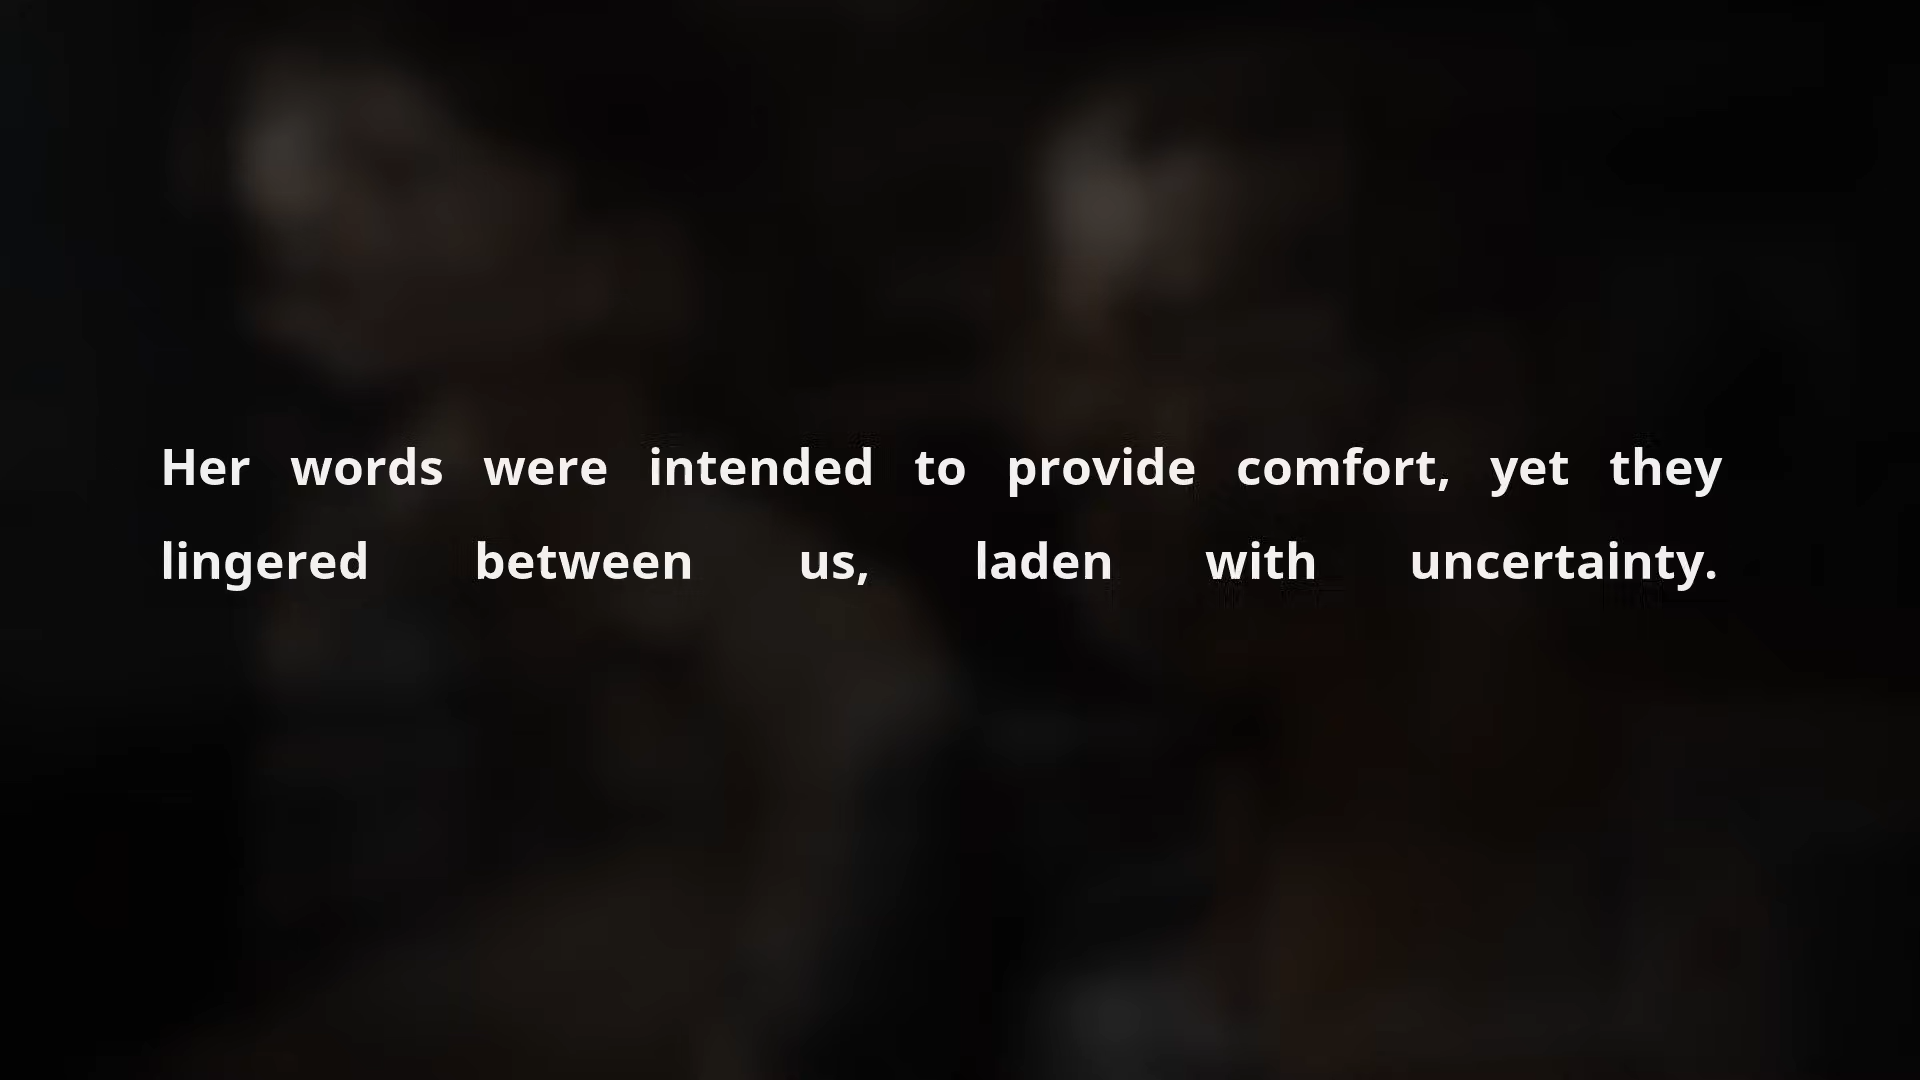 Her words were intended to provide comfort, yet they
lingered between us, laden with uncertainty.